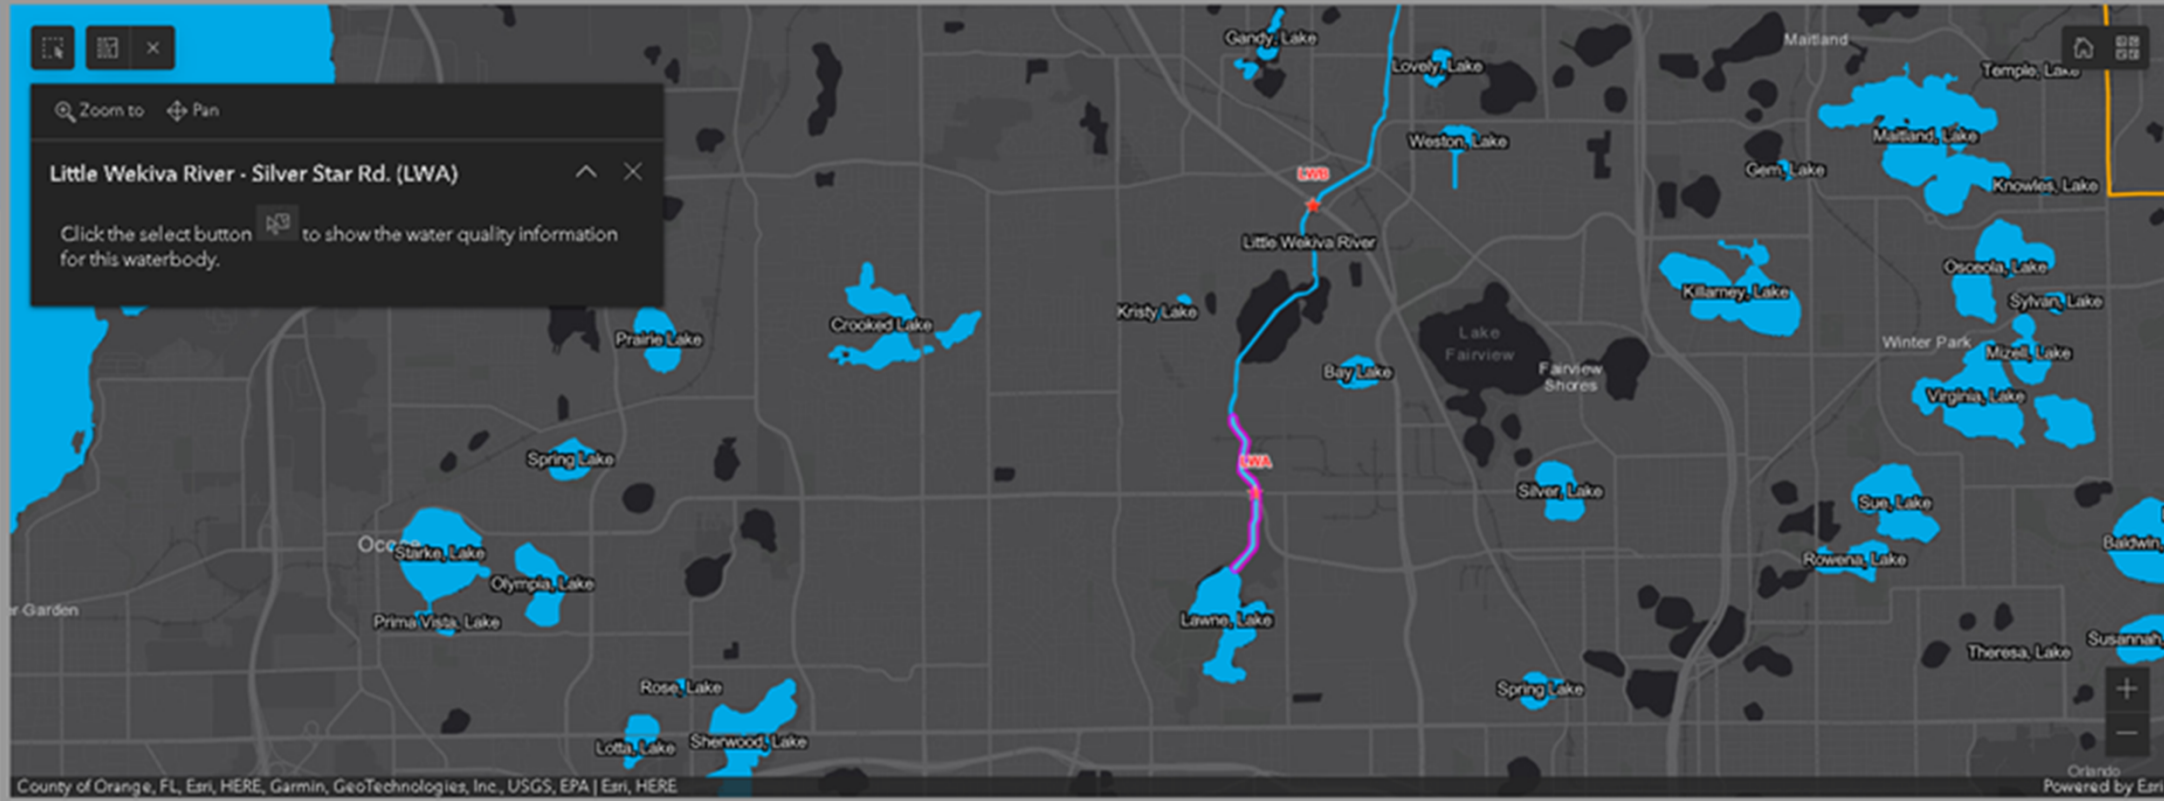 Zoom to
Pan
Little Wekiva River - Silver Star Rd. (LWA)
Click the select button to show the water quality information
for this waterbody.
Gandy, Lake
Lovely, Lake
Maitland
Temple, Lake
Weston, Lake
Maitland, Lake
LWB
Gem, Lake
Knowles, Lake
Little Wekiva River
Osceola, Lake
Killarney, Lake
Sylvan, Lake
Kristy Lake
Crooked Lake
Prairie Lake
Lake
Fairview
Winter Park
Mizell, Lake
Bay Lake
Fairview
Shores
Virginia, Lake
Spring Lake
LWA
Silver, Lake
Sue, Lake
Starke, Lake
Baldwin,
Rowena, Lake
Olympia, Lake
r Garden
Prima Vista, Lake
Lawne, Lake
Susannah,
Theresa, Lake
Rose, Lake
Spring Lake
Lotta, Lake
Sherwood, Lake
Orlando
County of Orange, FL, Esri, HERE, Garmin, GeoTechnologies, Inc., USGS, EPA | Esri, HERE
Powered by Esri